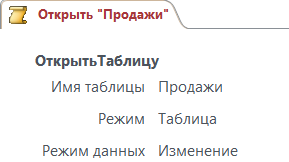 Открыть "Продажи"
ОткрытьТаблицу
Имя таблицы Продажи
Режим Таблица
Режим данных Изменение